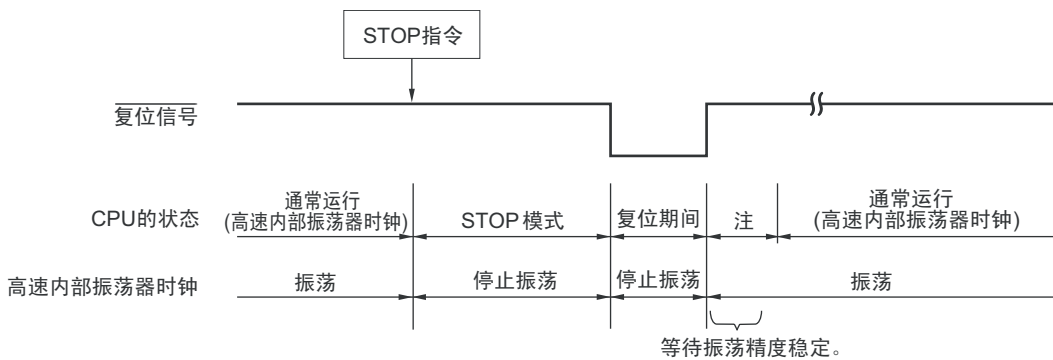 STOP指令
复位信号
CPU的状态
通常运行
(高速内部振荡器时钟)
STOP模式
复位期间
注
通常运行
(高速内部振荡器时钟)
高速内部振荡器时钟
振荡
停止振荡
停止振荡
振荡
等待振荡精度稳定。